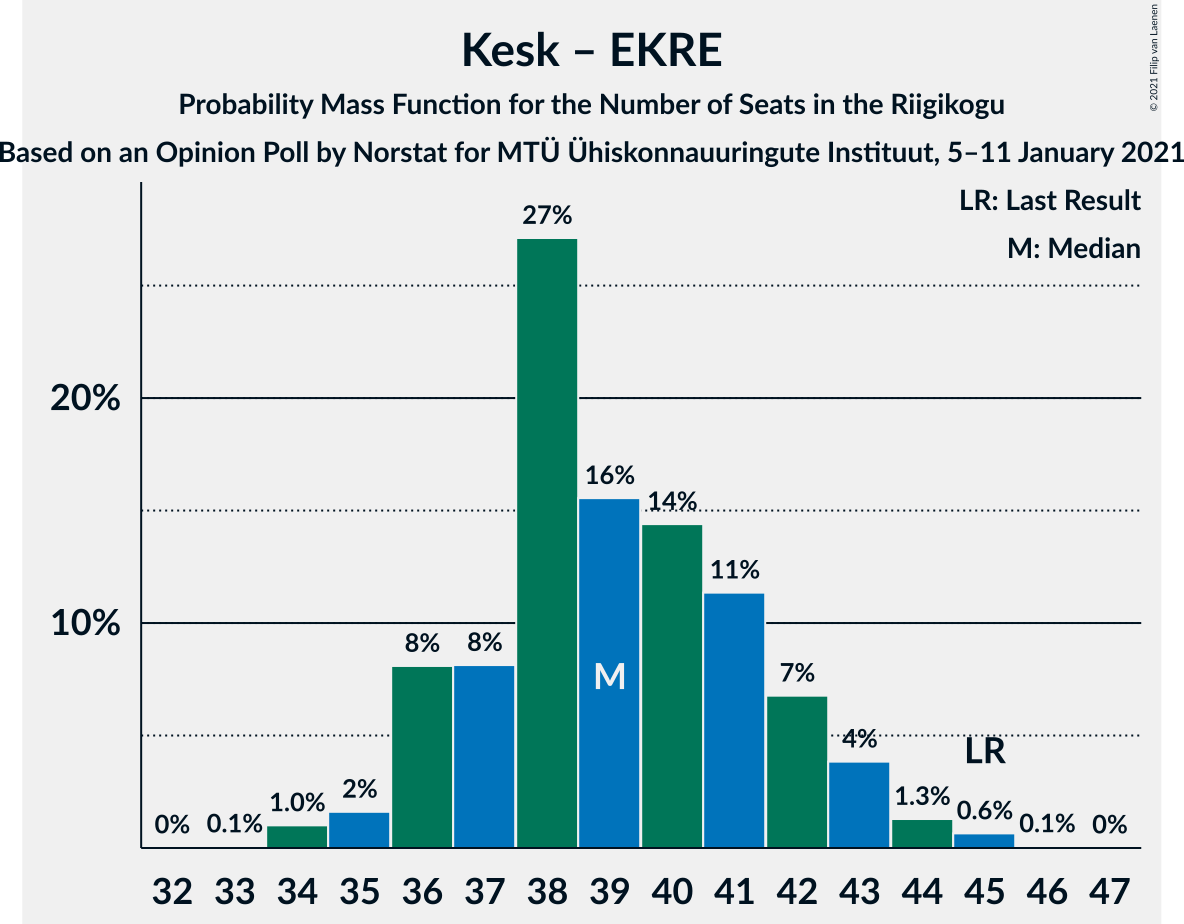 Kesk – EKRE
Probability Mass Function for the Number of Seats in the Riigikogu
Based on an Opinion Poll by Norstat for MTÜ Ühiskonnauuringute Instituut, 5–11 January 2021
© 2021 Filip van Laenen
LR: Last Result
M: Median
27%
20%
16%
14%
11%
10%
8%
8%
M
7%
4%
LR
2%
1.0%
1.3%
0.6%
0%
0.1%
0.1%
0%
32 33 34 35 36 37 38 39 40 41 42 43 44 45 46 47